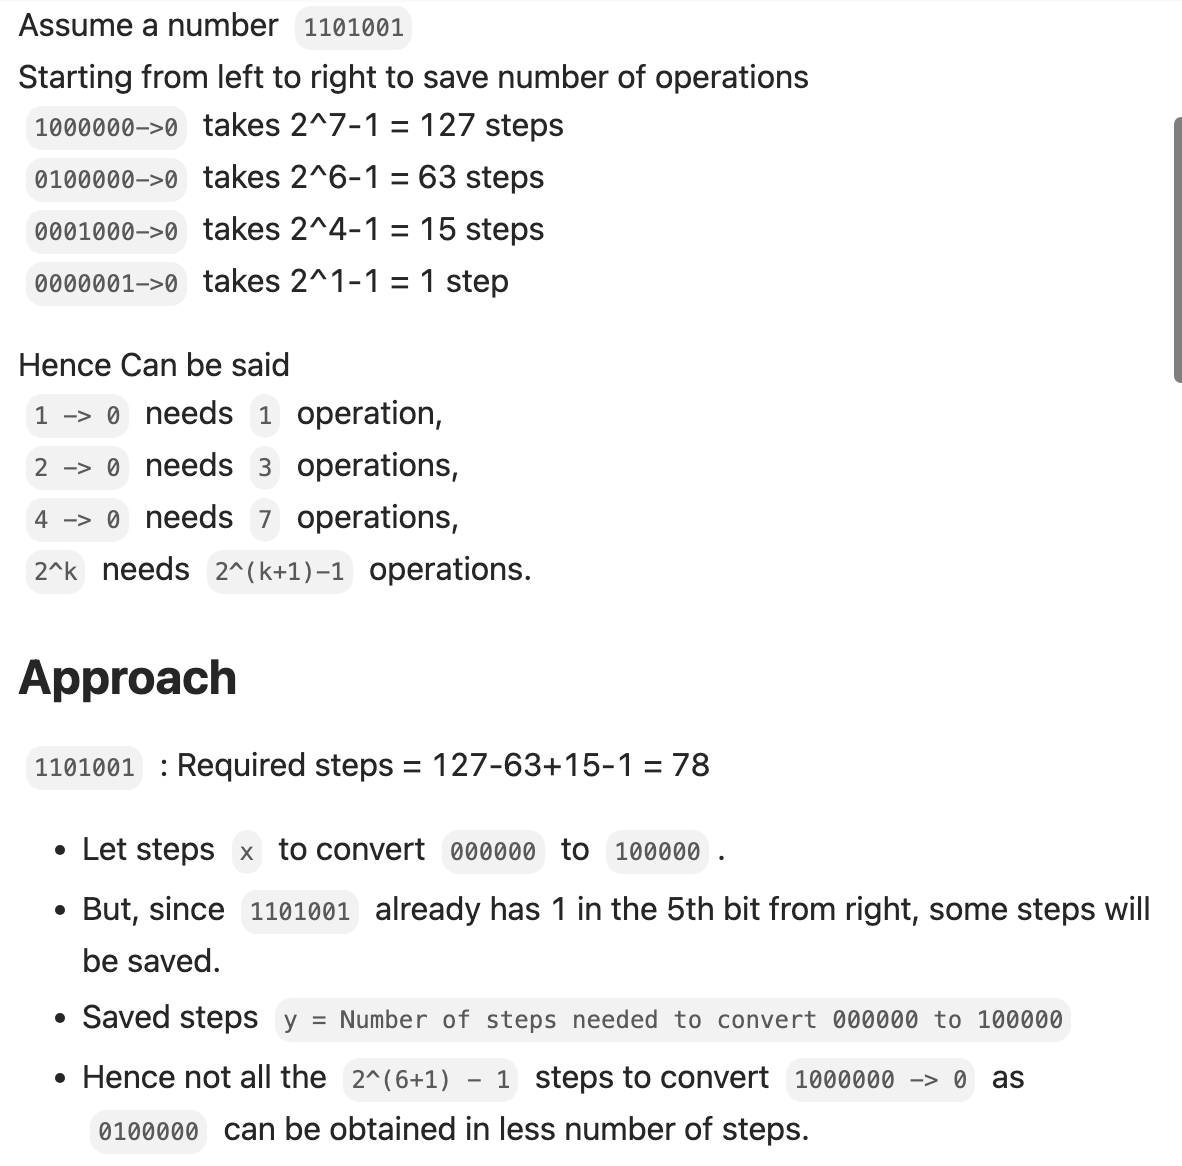 Assume a number 1101001
Starting from left to right to save number of operations
1000000->0 takes 2^7-1 = 127 steps
0100000->0 takes 2^6-1 = 63 steps
0001000->0 takes 2^4-1 = 15 steps
0000001->0 takes 2^1-1 = 1 step
Hence Can be said
1 -> 0 needs 1 operation,
2 -> 0 needs 3 operations,
4 -> 0 needs 7 operations,
2^k needs 2^(k+1)-1 operations.
Approach
1101001 : Required steps = 127-63+15-1 = 78
• Let steps x to convert 000000 to 100000 .
• But, since 1101001 already has 1 in the 5th bit from right, some steps will
be saved.
• Saved steps y = Number of steps needed to convert 000000 to 100000
• Hence not all the 2^(6+1) - 1 steps to convert 1000000 -> 0 as
0100000 can be obtained in less number of steps.